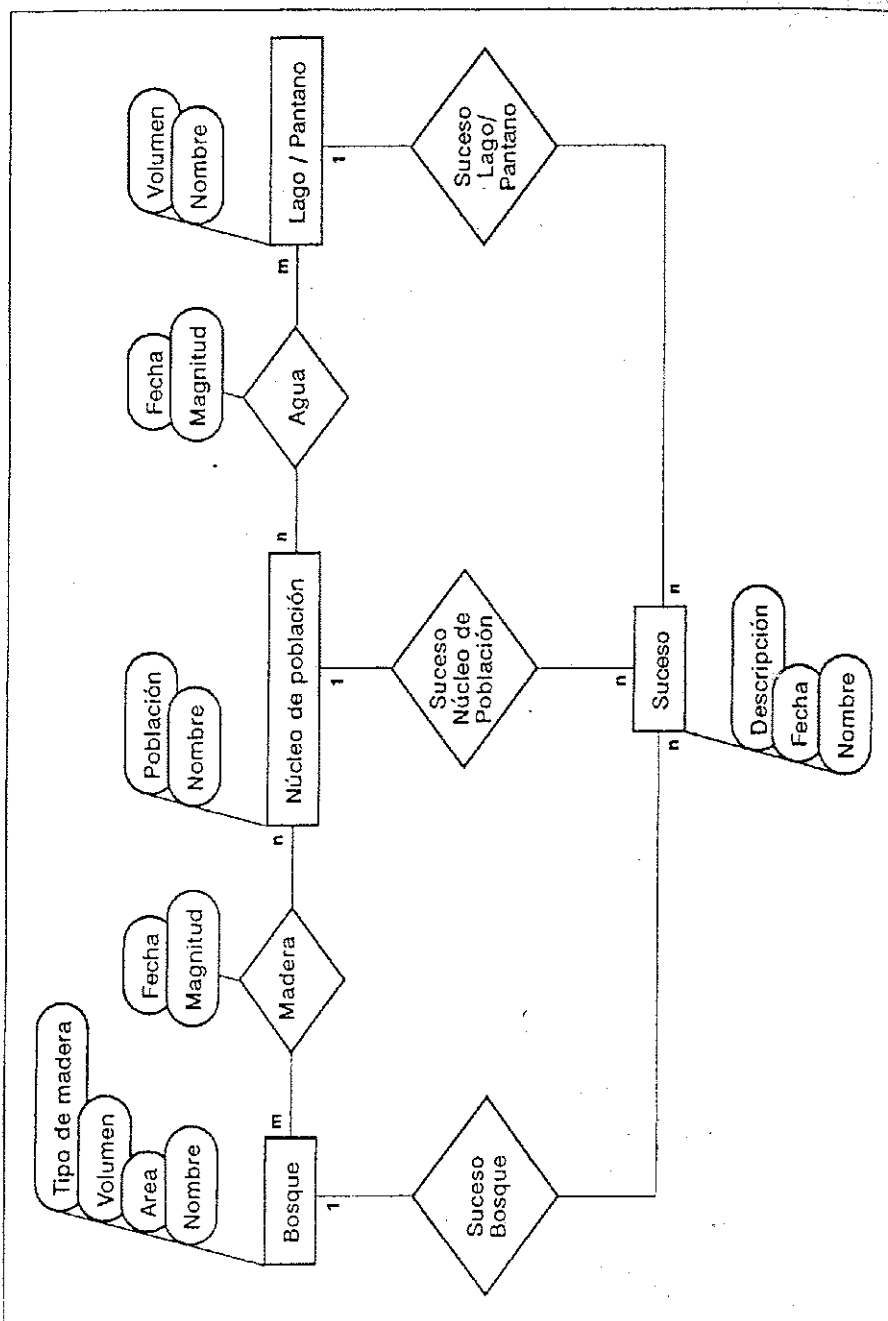 Tipo de madera
Volumen
Area
Nombre
Fecha
Magnitud
Población
Nombre
Fecha
Magnitud
Volumen
Nombre
Bosque
m
Madera
n
Núcleo de población
n
Agua
m
Lago / Pantano
1
1
1
Suceso
Bosque
Suceso
Núcleo de
Población
Suceso
Lago/
Pantano
n
n
n
Suceso
Descripción
Fecha
Nombre